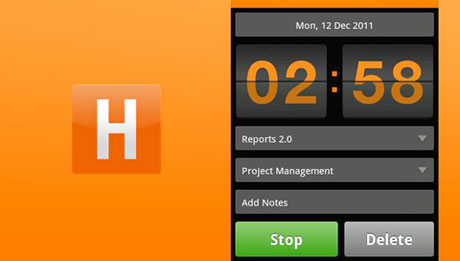 H
Mon, 12 Dec 2011
02:58
Reports 2.0
Project Management
Add Notes
Stop
Delete